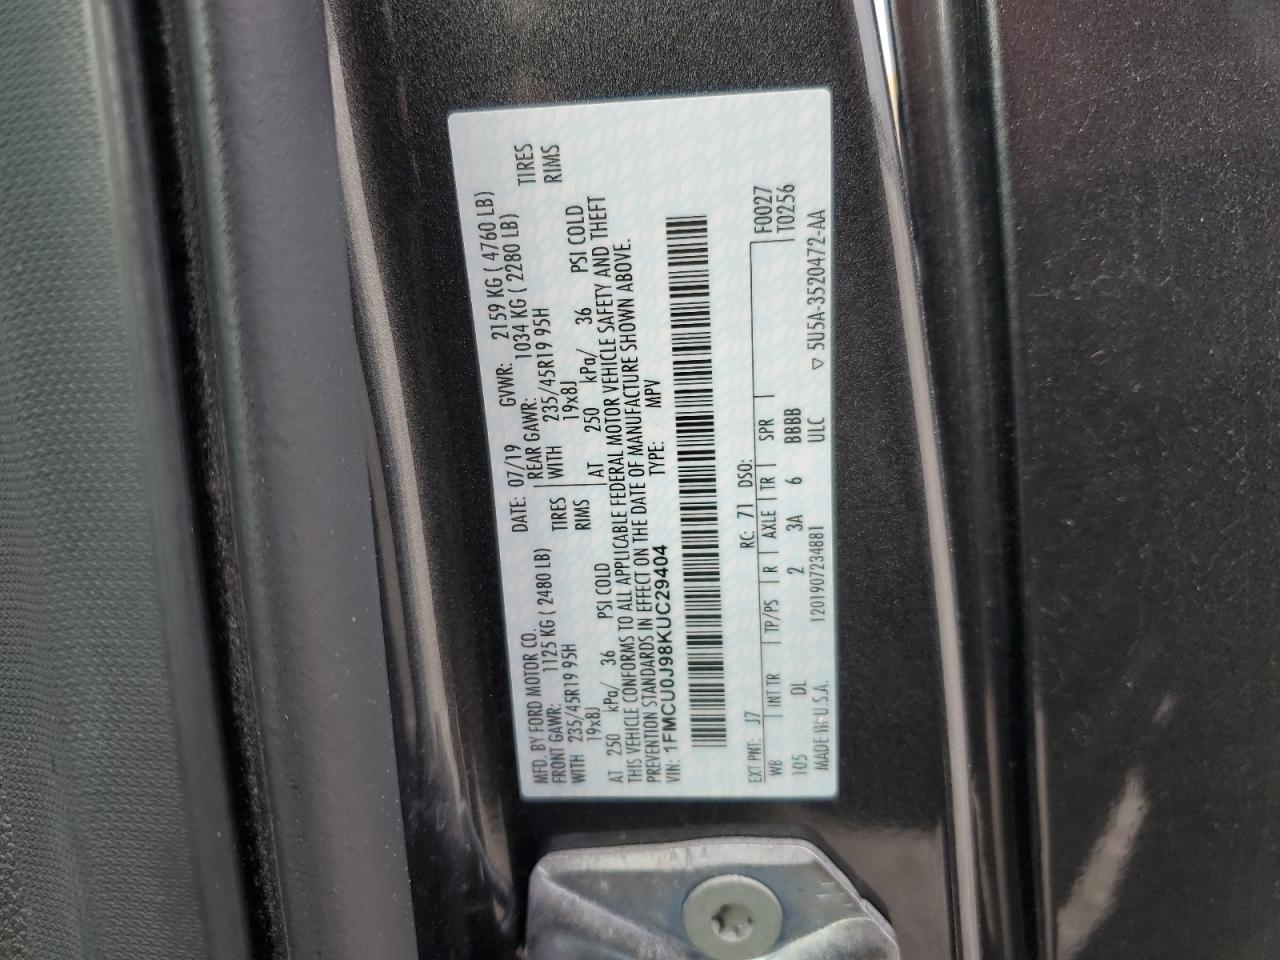 MFD. BY FORD MOTOR CO.
DATE: 07/19 GVWR: 2159 KG ( 4760 LB)
FRONT GAWR: 1125 KG ( 2480 LB) REAR GAWR: 1034 KG ( 2280 LB)
WITH 235/45R19 95H TIRES WITH 235/45R19 95H TIRES
19x8J RIMS 19x8J RIMS
AT 250 kPa/ 36 PSI COLD AT 250 kPa/ 36 PSI COLD
THIS VEHICLE CONFORMS TO ALL APPLICABLE FEDERAL MOTOR VEHICLE SAFETY AND THEFT
PREVENTION STANDARDS IN EFFECT ON THE DATE OF MANUFACTURE SHOWN ABOVE.
VIN: 1FMCU0J98KUC29404 TYPE: MPV
EXT PNT: J7 RC: 71 DSO: F0027
WB INT TR TP/PS R AXLE TR SPR T0256
105 DL 2 3A 6 BBBB
MADE IN U.S.A. 1201907234881 ULC 5U5A-3520472-AA